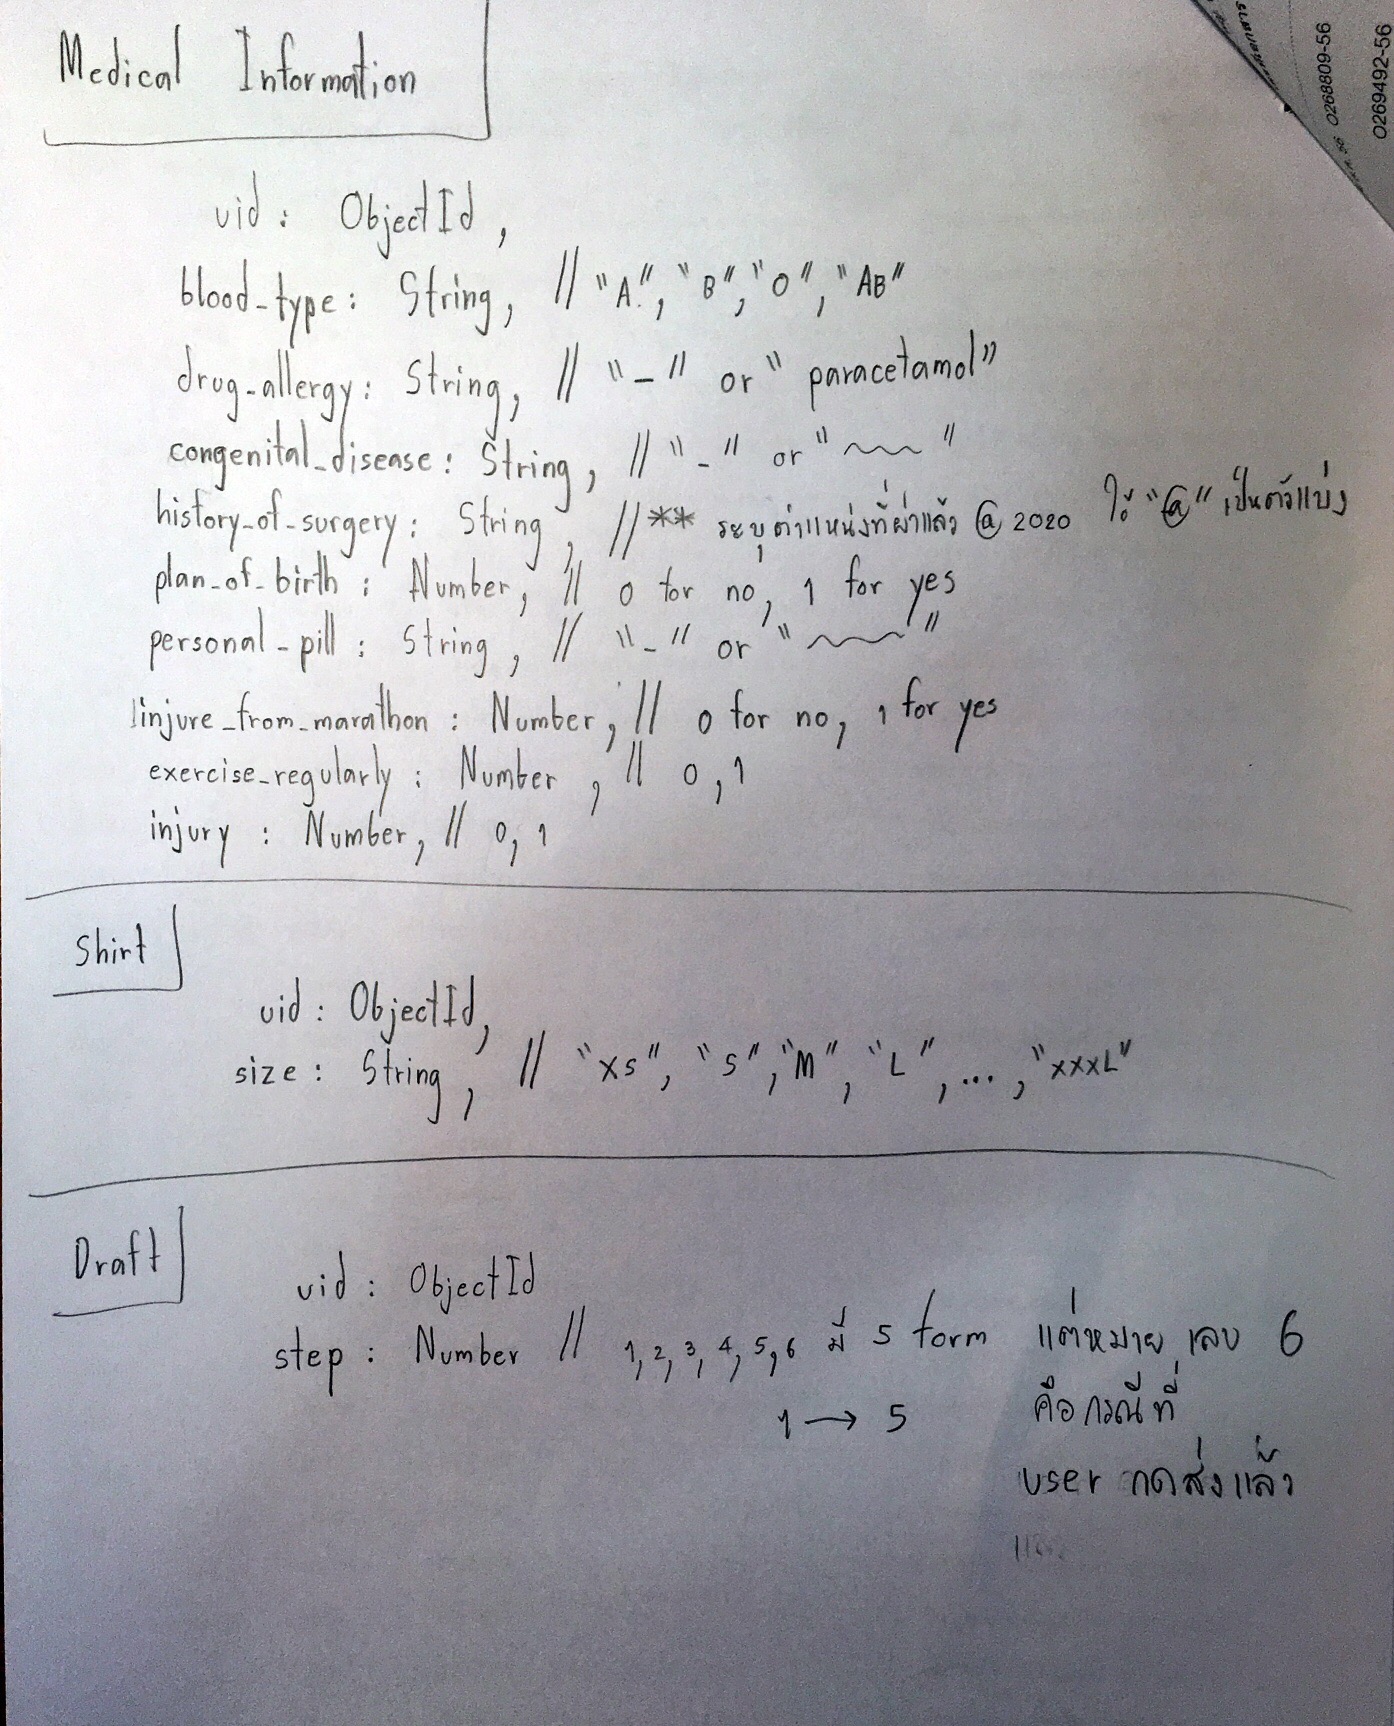 Medical Information
uid : ObjectId ,
blood_type : String , // "A", "B", "O", "AB"
drug_allergy : String , // "-" or "paracetamol"
congenital_disease : String , // "-" or " "
history_of_surgery : String , // ** ระบุตำแหน่งที่ผ่าแล้ว @ 2020 ใช้ "@" เป็นตัวแบ่ง
plan_of_birth : Number , // 0 for no, 1 for yes
personal_pill : String , // "-" or " "
injure_from_marathon : Number , // 0 for no, 1 for yes
exercise_regularly : Number , // 0, 1
injury : Number , // 0, 1
Shirt
uid : ObjectId,
size : String , // "XS", "S", "M", "L", ... , "XXXL"
Draft
uid : ObjectId
step : Number // 1, 2, 3, 4, 5, 6 มี 5 form แต่หมายเลข 6
1 → 5 คือกรณีที่
user กดส่งแล้ว
0268809-56
0269492-56